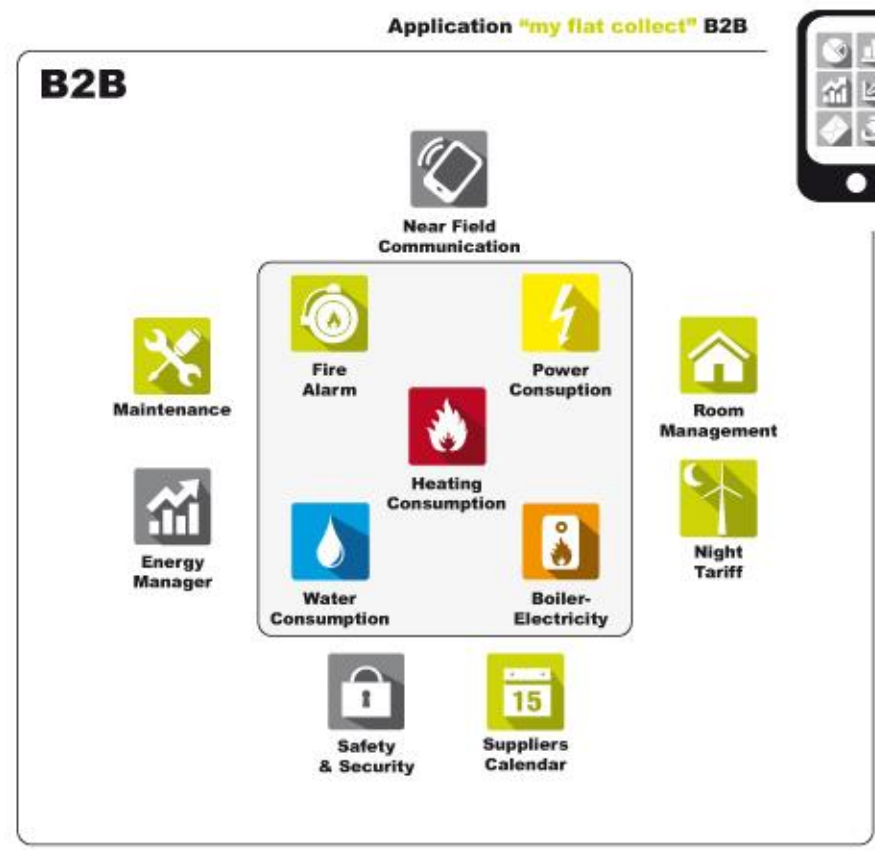 Application “my flat collect” B2B
B2B
Near Field
Communication
Fire
Alarm
Power
Consuption
Maintenance
Room
Management
Heating
Consumption
Energy
Manager
Night
Tariff
Water
Consumption
Boiler-
Electricity
15
Safety
& Security
Suppliers
Calendar